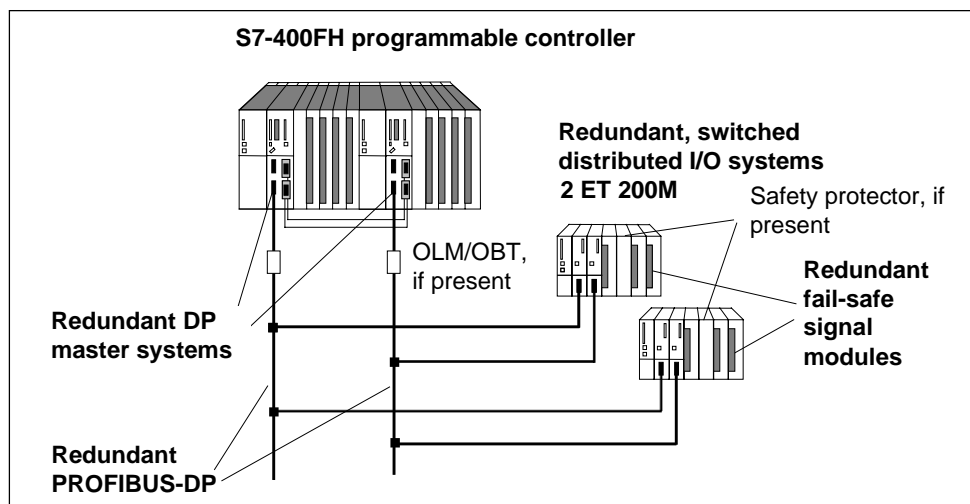 S7-400FH programmable controller
Redundant, switched
distributed I/O systems
2 ET 200M
Safety protector, if
present
OLM/OBT,
if present
Redundant
fail-safe
signal
modules
Redundant DP
master systems
Redundant
PROFIBUS-DP